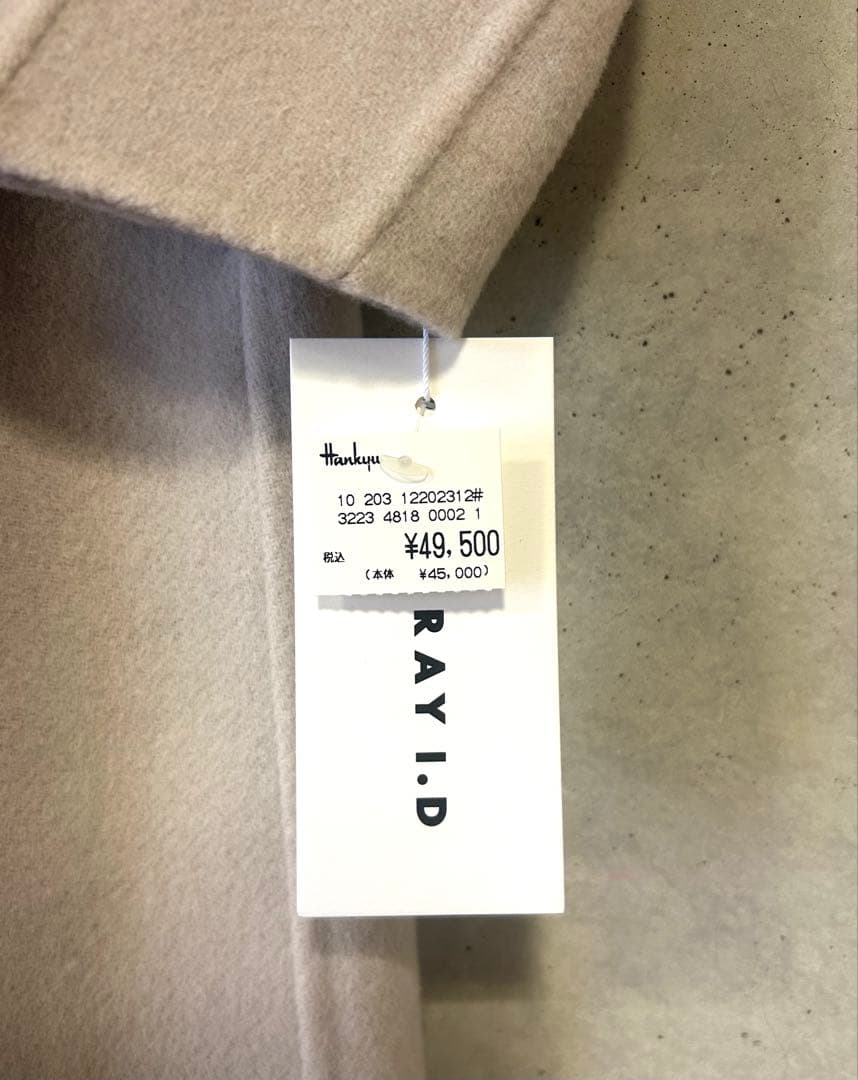 Hankyu
10 203 12202312#
3223 4818 0002 1
税込 ¥49,500
(本体 ¥45,000)
RAY I.D